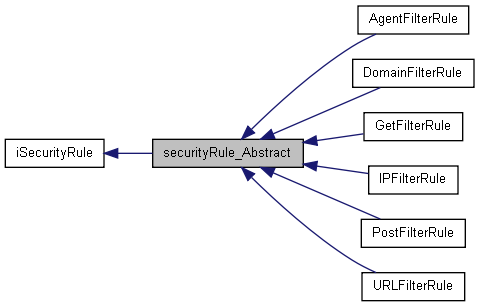 AgentFilterRule
DomainFilterRule
GetFilterRule
iSecurityRule
securityRule_Abstract
IPFilterRule
PostFilterRule
URLFilterRule